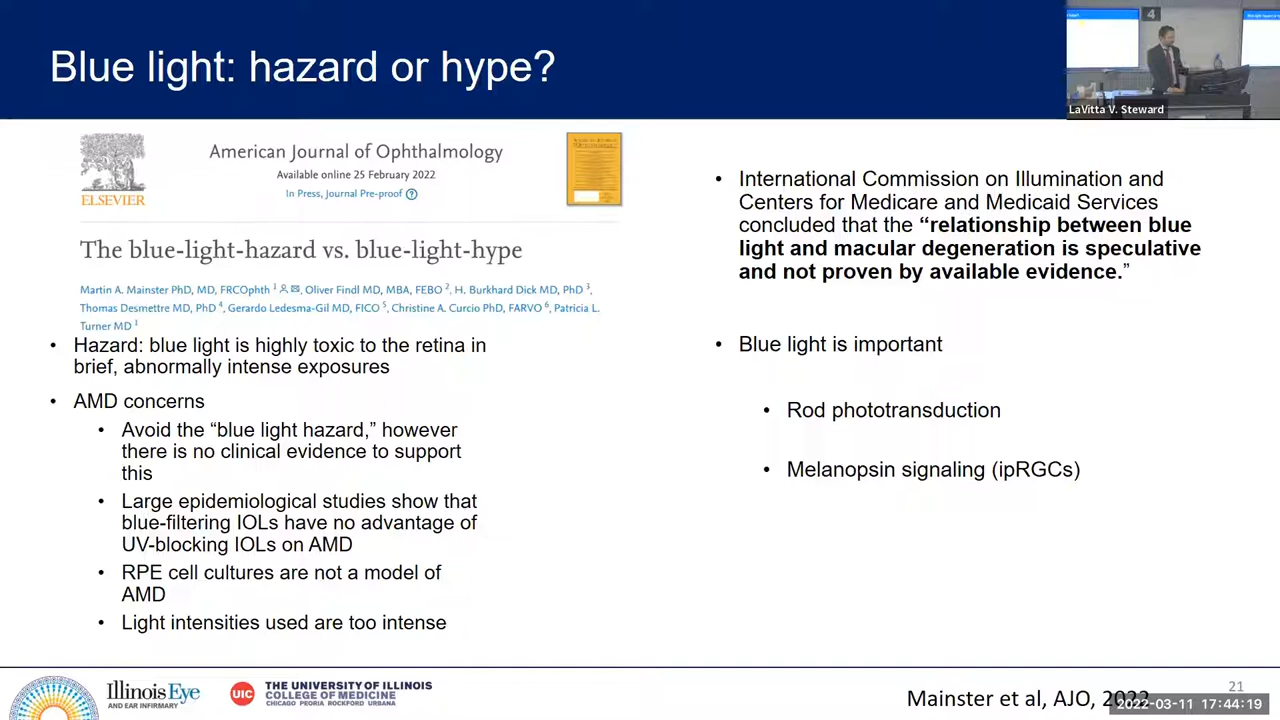 Blue light: hazard or hype?
4
LaVitta V. Steward
ELSEVIER
American Journal of Ophthalmology
Available online 25 February 2022
In Press, Journal Pre-proof ?
The blue-light-hazard vs. blue-light-hype
Martin A. Mainster PhD, MD, FRCOphth 1, Oliver Findl MD, MBA, FEBO 2, H. Burkhard Dick MD, PhD 3,
Thomas Desmettre MD, PhD 4, Gerardo Ledesma-Gil MD, FICO 5, Christine A. Curcio PhD, FARVO 6, Patricia L.
Turner MD 1
• Hazard: blue light is highly toxic to the retina in
brief, abnormally intense exposures
• AMD concerns
• Avoid the “blue light hazard,” however
there is no clinical evidence to support
this
• Large epidemiological studies show that
blue-filtering IOLs have no advantage of
UV-blocking IOLs on AMD
• RPE cell cultures are not a model of
AMD
• Light intensities used are too intense
• International Commission on Illumination and
Centers for Medicare and Medicaid Services
concluded that the “relationship between blue
light and macular degeneration is speculative
and not proven by available evidence.”
• Blue light is important
• Rod phototransduction
• Melanopsin signaling (ipRGCs)
Illinois Eye
AND EAR INFIRMARY
UIC
THE UNIVERSITY OF ILLINOIS
COLLEGE OF MEDICINE
CHICAGO PEORIA ROCKFORD URBANA
21
Mainster et al, AJO, 2022
2022-03-11 17:44:19